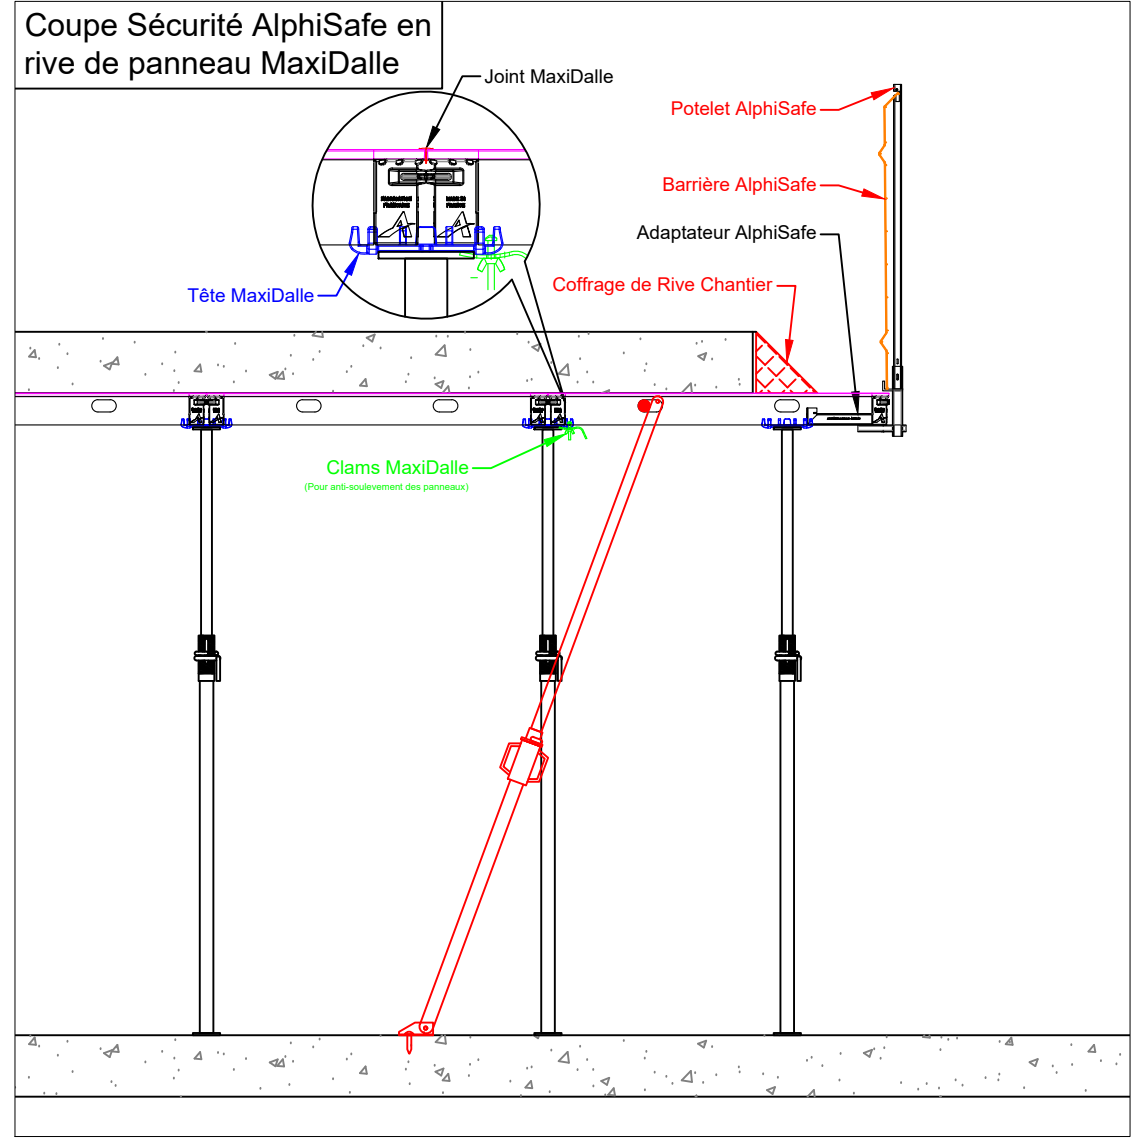 Coupe Sécurité AlphiSafe en
rive de panneau MaxiDalle
Joint MaxiDalle
Potelet AlphiSafe
Barrière AlphiSafe
Adaptateur AlphiSafe
Coffrage de Rive Chantier
Tête MaxiDalle
Clams MaxiDalle
(Pour anti-soulevement des panneaux)